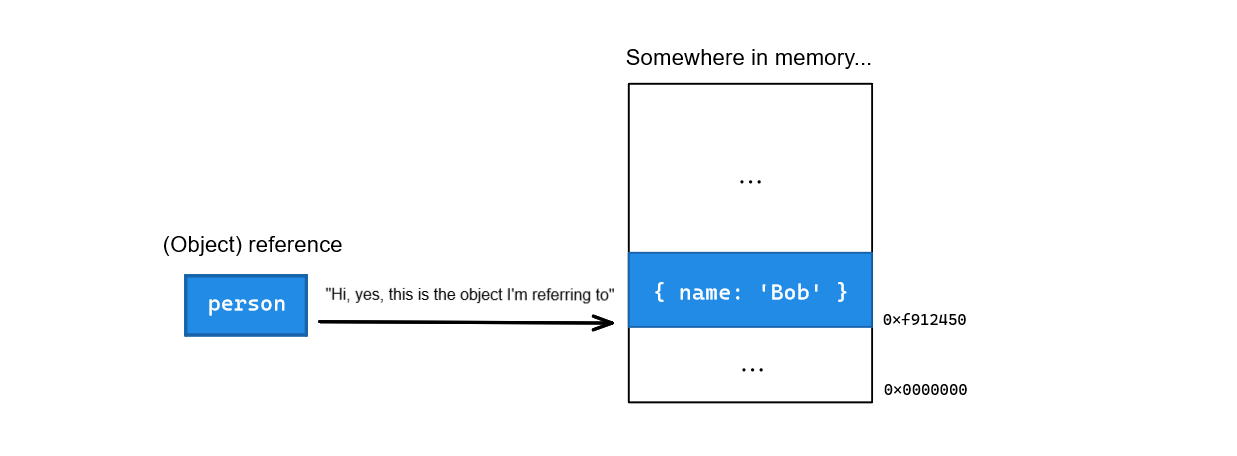 Somewhere in memory...
...
(Object) reference
person
"Hi, yes, this is the object I'm referring to"
{ name: 'Bob' }
0×f912450
...
0×0000000